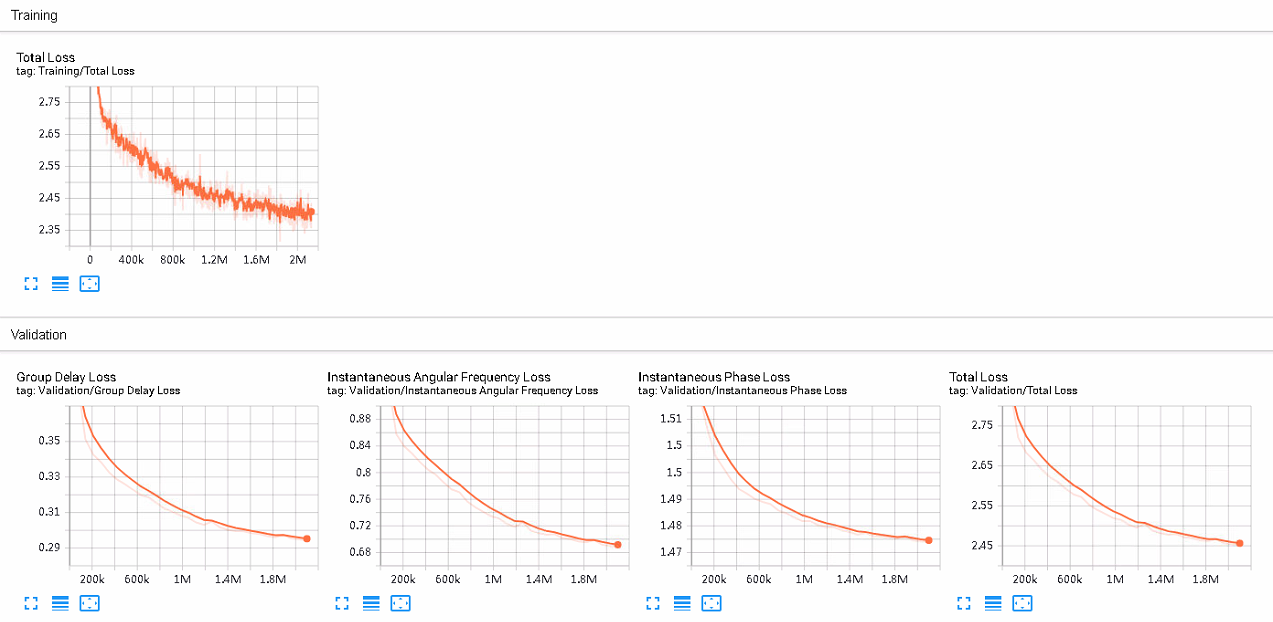 Training
Total Loss
tag: Training/Total Loss
2.75
2.65
2.55
2.45
2.35
0 400k 800k 1.2M 1.6M 2M
Validation
Group Delay Loss
tag: Validation/Group Delay Loss
0.35
0.33
0.31
0.29
200k 600k 1M 1.4M 1.8M
Instantaneous Angular Frequency Loss
tag: Validation/Instantaneous Angular Frequency Loss
0.88
0.84
0.8
0.76
0.72
0.68
200k 600k 1M 1.4M 1.8M
Instantaneous Phase Loss
tag: Validation/Instantaneous Phase Loss
1.51
1.5
1.5
1.49
1.48
1.47
200k 600k 1M 1.4M 1.8M
Total Loss
tag: Validation/Total Loss
2.75
2.65
2.55
2.45
200k 600k 1M 1.4M 1.8M